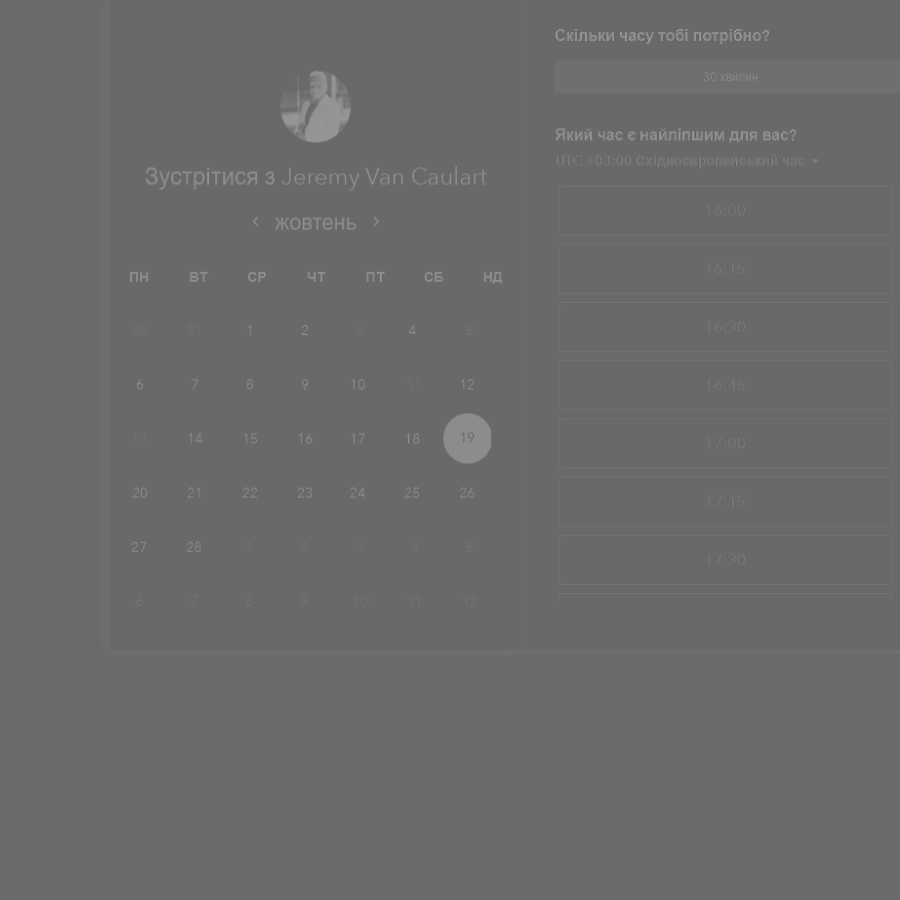 Скільки часу тобі потрібно?
30 хвилин
Який час є найліпшим для вас?
UTC +03:00 Східноєвропейський час
16:00
16:15
16:30
16:45
17:00
17:15
17:30
Зустрітися з Jeremy Van Caulart
жовтень
ПН ВТ СР ЧТ ПТ СБ НД
30 31 1 2 3 4 5
6 7 8 9 10 11 12
13 14 15 16 17 18 19
20 21 22 23 24 25 26
27 28 1 2 3 4 5
6 7 8 9 10 11 12